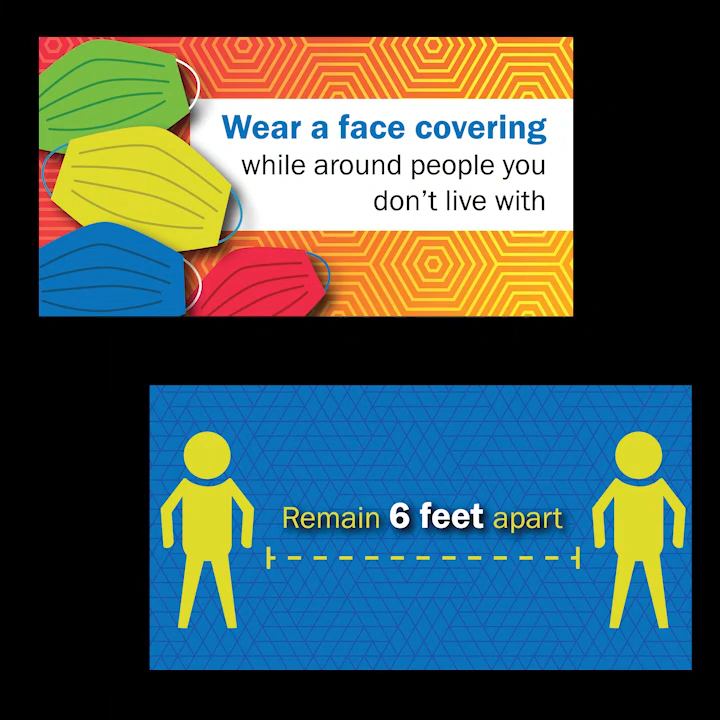 Wear a face covering
while around people you
don't live with
Remain 6 feet apart